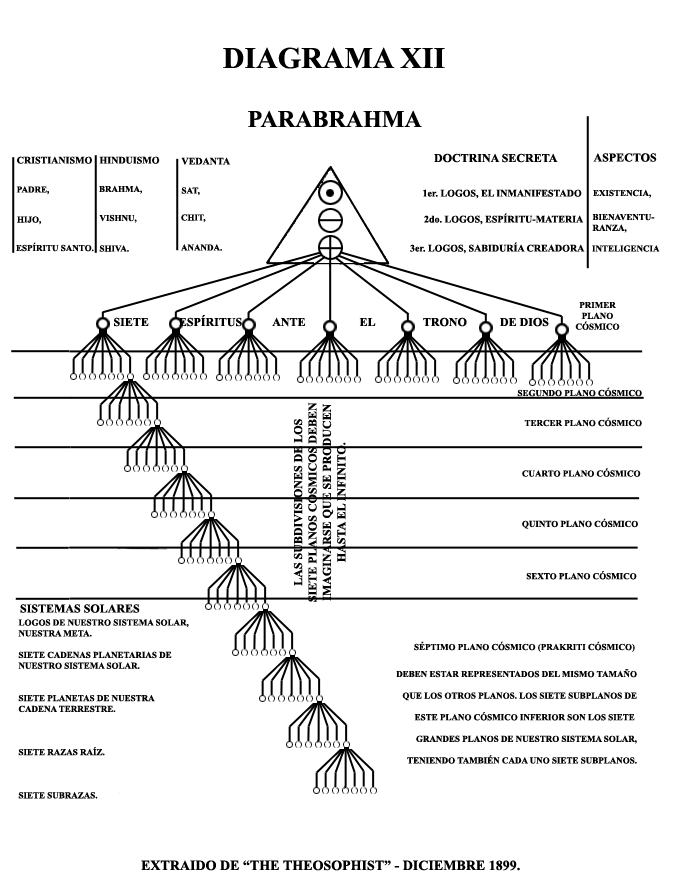 DIAGRAMA XII
PARABRAHMA
CRISTIANISMO
PADRE,
HIJO,
ESPÍRITU SANTO.
HINDUISMO
BRAHMA,
VISHNU,
SHIVA.
VEDANTA
SAT,
CHIT,
ANANDA.
DOCTRINA SECRETA
1er. LOGOS, EL INMANIFESTADO
2do. LOGOS, ESPÍRITU-MATERIA
3er. LOGOS, SABIDURÍA CREADORA
ASPECTOS
EXISTENCIA,
BIENAVENTU-
RANZA,
INTELIGENCIA
SIETE ESPÍRITUS ANTE EL TRONO DE DIOS
PRIMER
PLANO
CÓSMICO
SEGUNDO PLANO CÓSMICO
TERCER PLANO CÓSMICO
CUARTO PLANO CÓSMICO
QUINTO PLANO CÓSMICO
SEXTO PLANO CÓSMICO
LAS SUBDIVISIONES DE LOS
SIETE PLANOS CÓSMICOS DEBEN
IMAGINARSE QUE SE PRODUCEN
HASTA EL INFINITO.
SISTEMAS SOLARES
LOGOS DE NUESTRO SISTEMA SOLAR,
NUESTRA META.
SIETE CADENAS PLANETARIAS DE
NUESTRO SISTEMA SOLAR.
SIETE PLANETAS DE NUESTRA
CADENA TERRESTRE.
SIETE RAZAS RAÍZ.
SIETE SUBRAZAS.
SÉPTIMO PLANO CÓSMICO (PRAKRITI CÓSMICO)
DEBEN ESTAR REPRESENTADOS DEL MISMO TAMAÑO
QUE LOS OTROS PLANOS. LOS SIETE SUBPLANOS DE
ESTE PLANO CÓSMICO INFERIOR SON LOS SIETE
GRANDES PLANOS DE NUESTRO SISTEMA SOLAR,
TENIENDO TAMBIÉN CADA UNO SIETE SUBPLANOS.
EXTRAIDO DE “THE THEOSOPHIST” - DICIEMBRE 1899.